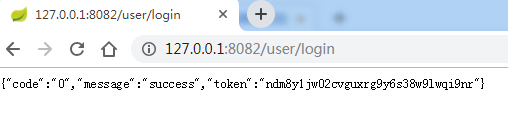 127.0.0.1:8082/user/login
127.0.0.1:8082/user/login
{"code":"0","message":"success","token":"ndm8y1jw02cvguxrg9y6s38w9lwqi9nr"}